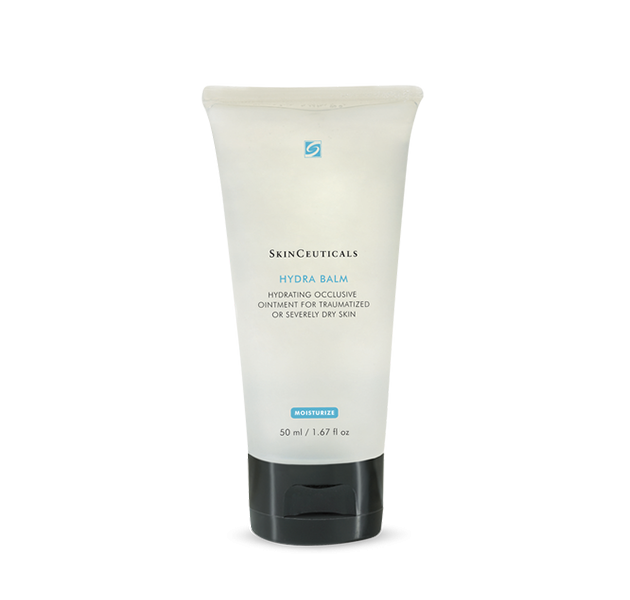 SKINCEUTICALS
HYDRA BALM
HYDRATING OCCLUSIVE
OINTMENT FOR TRAUMATIZED
OR SEVERELY DRY SKIN
MOISTURIZE
50 ml / 1.67 fl oz